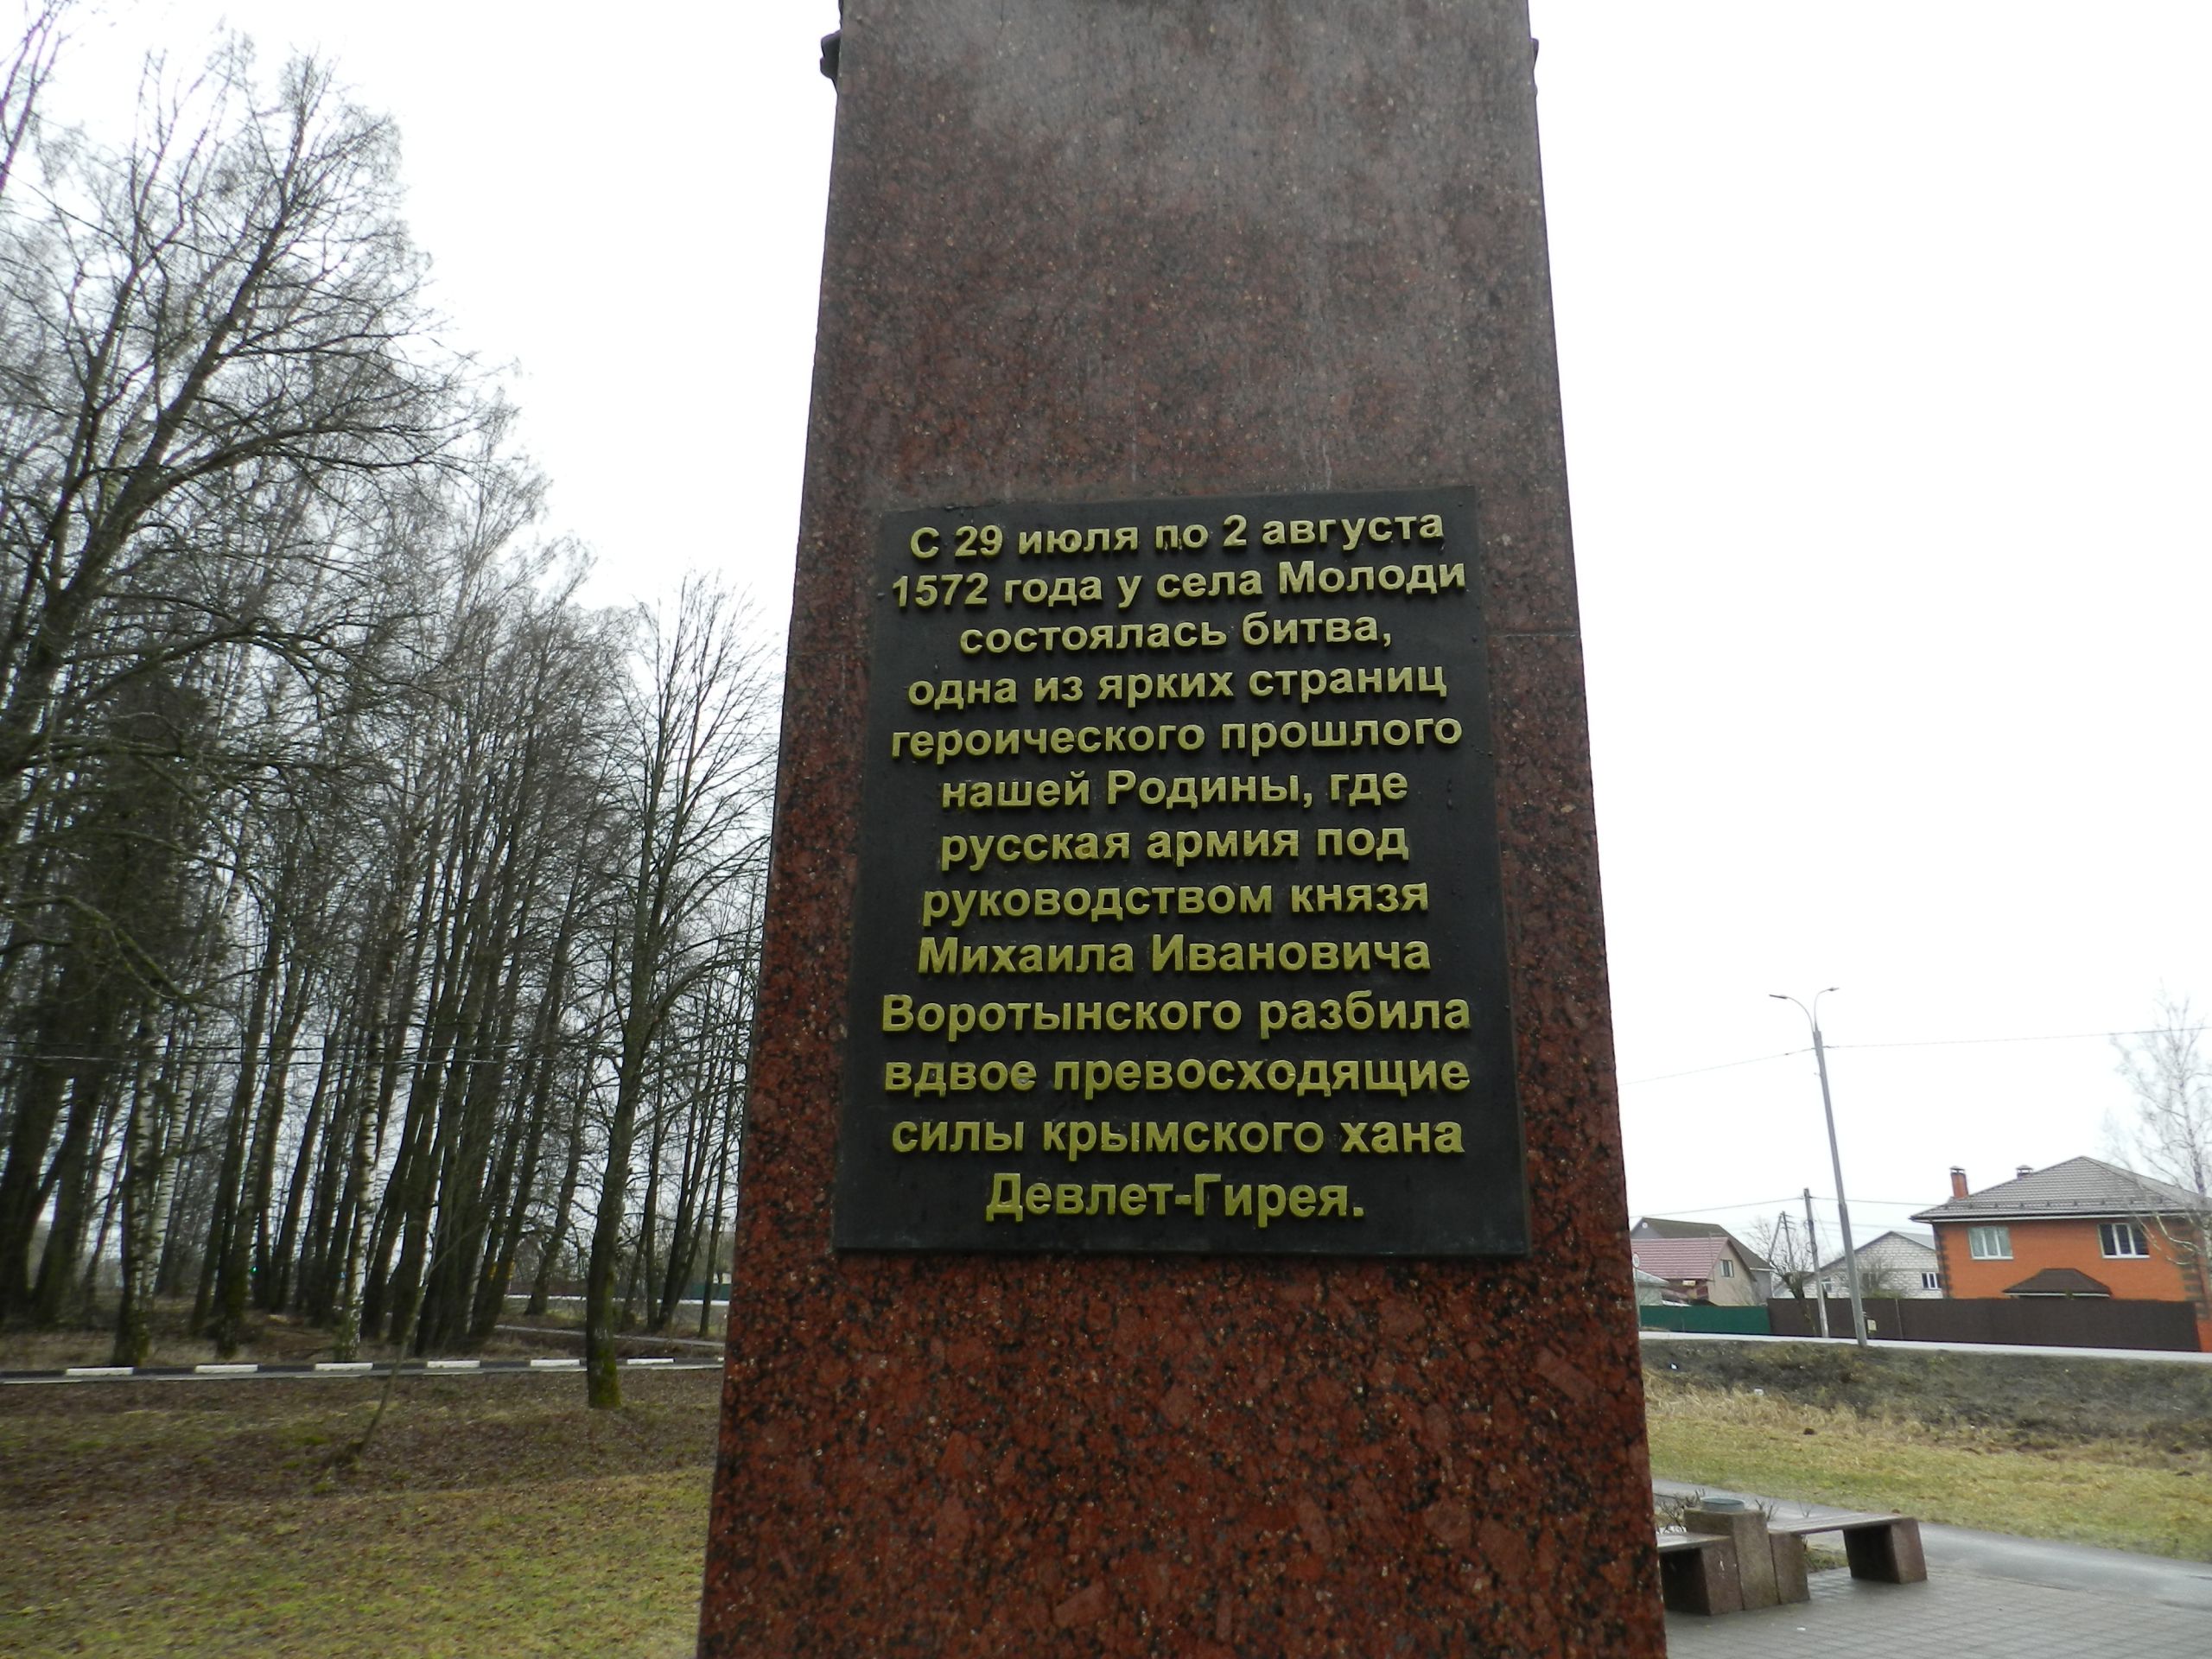 С 29 июля по 2 августа
1572 года у села Молоди
состоялась битва,
одна из ярких страниц
героического прошлого
нашей Родины, где
русская армия под
руководством князя
Михаила Ивановича
Воротынского разбила
вдвое превосходящие
силы крымского хана
Девлет-Гирея.